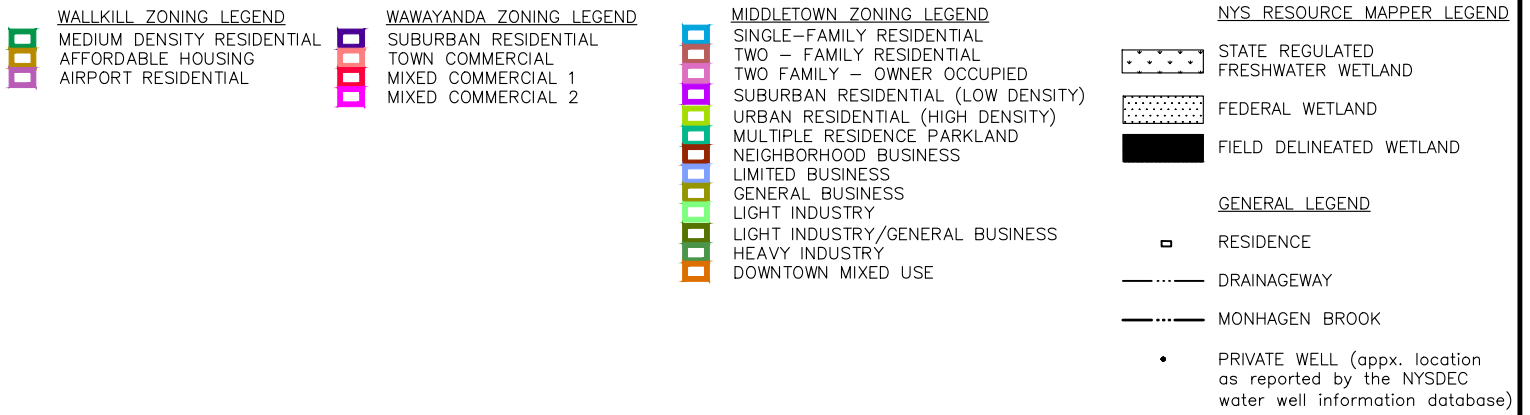 WALLKILL ZONING LEGEND
MEDIUM DENSITY RESIDENTIAL
AFFORDABLE HOUSING
AIRPORT RESIDENTIAL
WAWAYANDA ZONING LEGEND
SUBURBAN RESIDENTIAL
TOWN COMMERCIAL
MIXED COMMERCIAL 1
MIXED COMMERCIAL 2
MIDDLETOWN ZONING LEGEND
SINGLE-FAMILY RESIDENTIAL
TWO - FAMILY RESIDENTIAL
TWO FAMILY - OWNER OCCUPIED
SUBURBAN RESIDENTIAL (LOW DENSITY)
URBAN RESIDENTIAL (HIGH DENSITY)
MULTIPLE RESIDENCE PARKLAND
NEIGHBORHOOD BUSINESS
LIMITED BUSINESS
GENERAL BUSINESS
LIGHT INDUSTRY
LIGHT INDUSTRY/GENERAL BUSINESS
HEAVY INDUSTRY
DOWNTOWN MIXED USE
NYS RESOURCE MAPPER LEGEND
STATE REGULATED
FRESHWATER WETLAND
FEDERAL WETLAND
FIELD DELINEATED WETLAND
GENERAL LEGEND
RESIDENCE
DRAINAGEWAY
MONHAGEN BROOK
PRIVATE WELL (appx. location
as reported by the NYSDEC
water well information database)